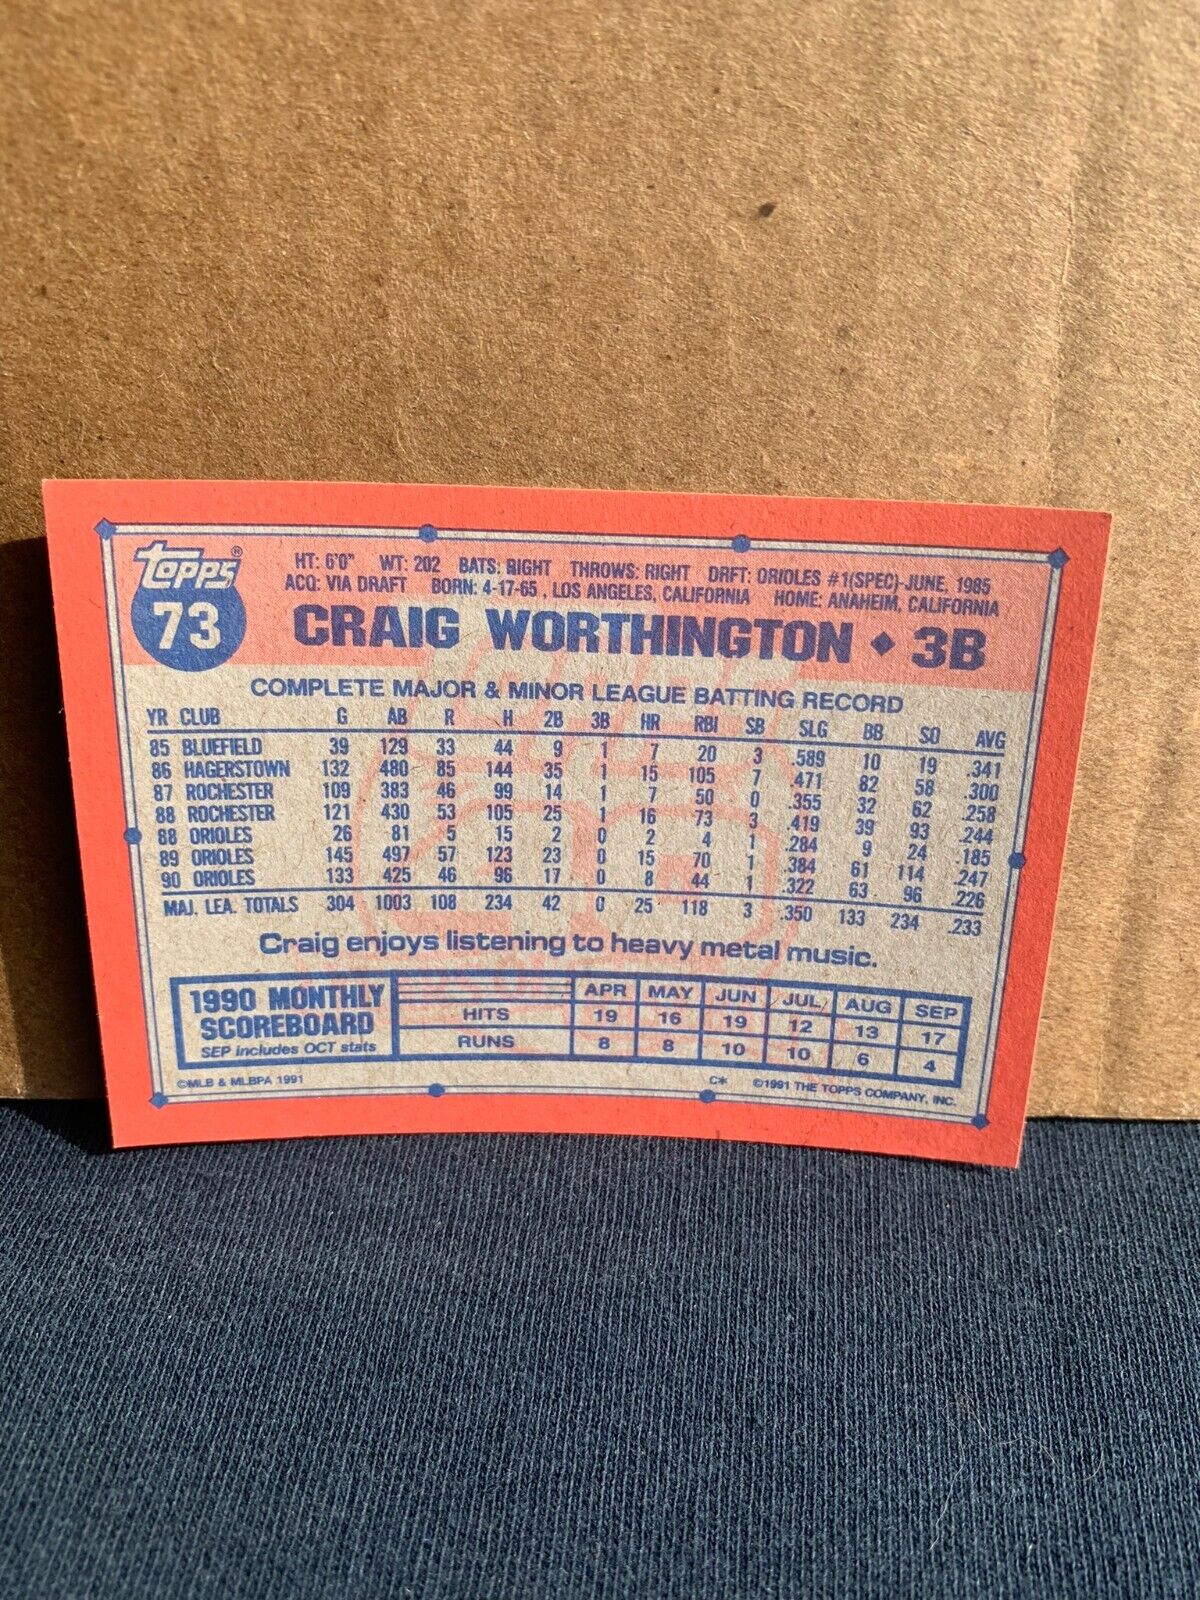 Topps®
73
HT: 6'0" WT: 202 BATS: RIGHT THROWS: RIGHT DRFT: ORIOLES #1(SPEC)-JUNE, 1985
ACQ: VIA DRAFT BORN: 4-17-65 , LOS ANGELES, CALIFORNIA HOME: ANAHEIM, CALIFORNIA
CRAIG WORTHINGTON ◆ 3B
COMPLETE MAJOR & MINOR LEAGUE BATTING RECORD
YR CLUB G AB R H 2B 3B HR RBI SB SLG BB SO AVG
85 BLUEFIELD 39 129 33 44 9 1 7 20 3 .589 10 19 .341
86 HAGERSTOWN 132 480 85 144 35 1 15 105 7 .471 82 58 .300
87 ROCHESTER 109 383 46 99 14 1 7 50 0 .355 32 62 .258
88 ROCHESTER 121 430 53 105 25 1 16 73 3 .419 39 93 .244
88 ORIOLES 26 81 5 15 2 0 2 4 1 .284 9 24 .185
89 ORIOLES 145 497 57 123 23 0 15 70 1 .384 61 114 .247
90 ORIOLES 133 425 46 96 17 0 8 44 1 .322 63 96 .226
MAJ. LEA. TOTALS 304 1003 108 234 42 0 25 118 3 .350 133 234 .233
Craig enjoys listening to heavy metal music.
1990 MONTHLY
SCOREBOARD
SEP includes OCT stats
APR MAY JUN JUL AUG SEP
HITS 19 16 19 12 13 17
RUNS 8 8 10 10 6 4
©MLB & MLBPA 1991 C* ©1991 THE TOPPS COMPANY, INC.